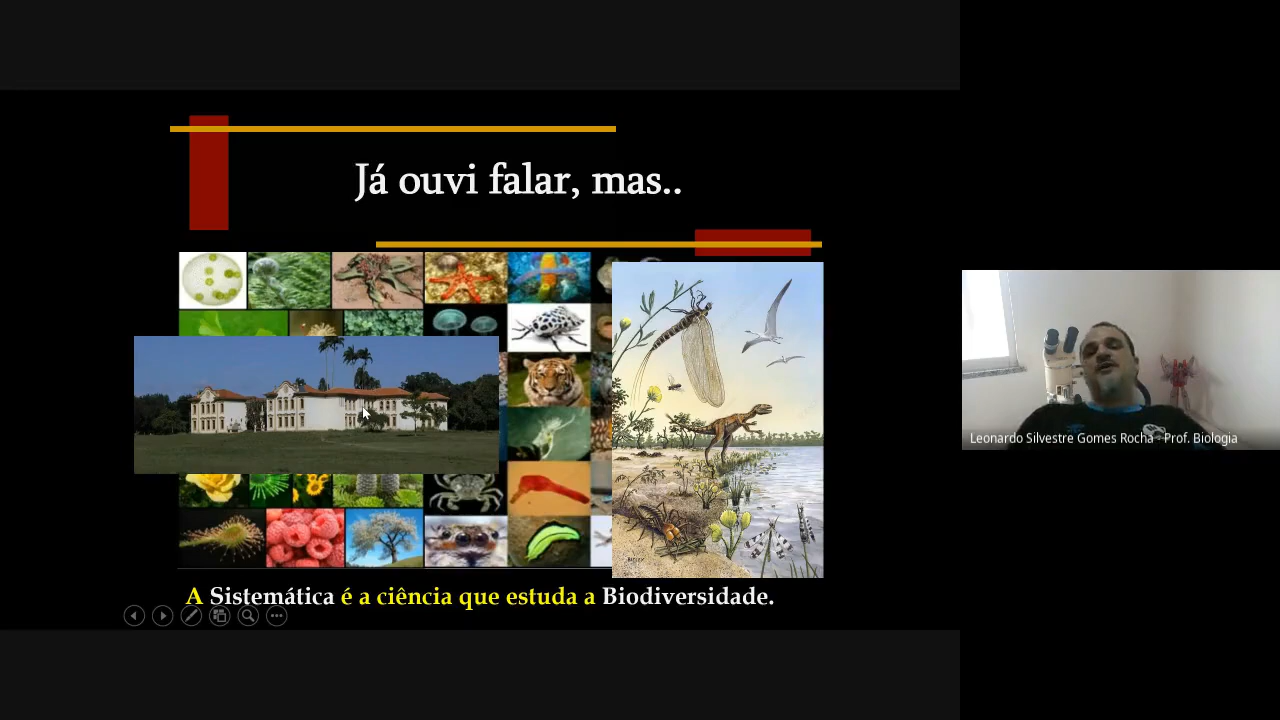 Já ouvi falar, mas..
A Sistemática é a ciência que estuda a Biodiversidade.
Leonardo Silvestre Gomes Rocha - Prof. Biologia